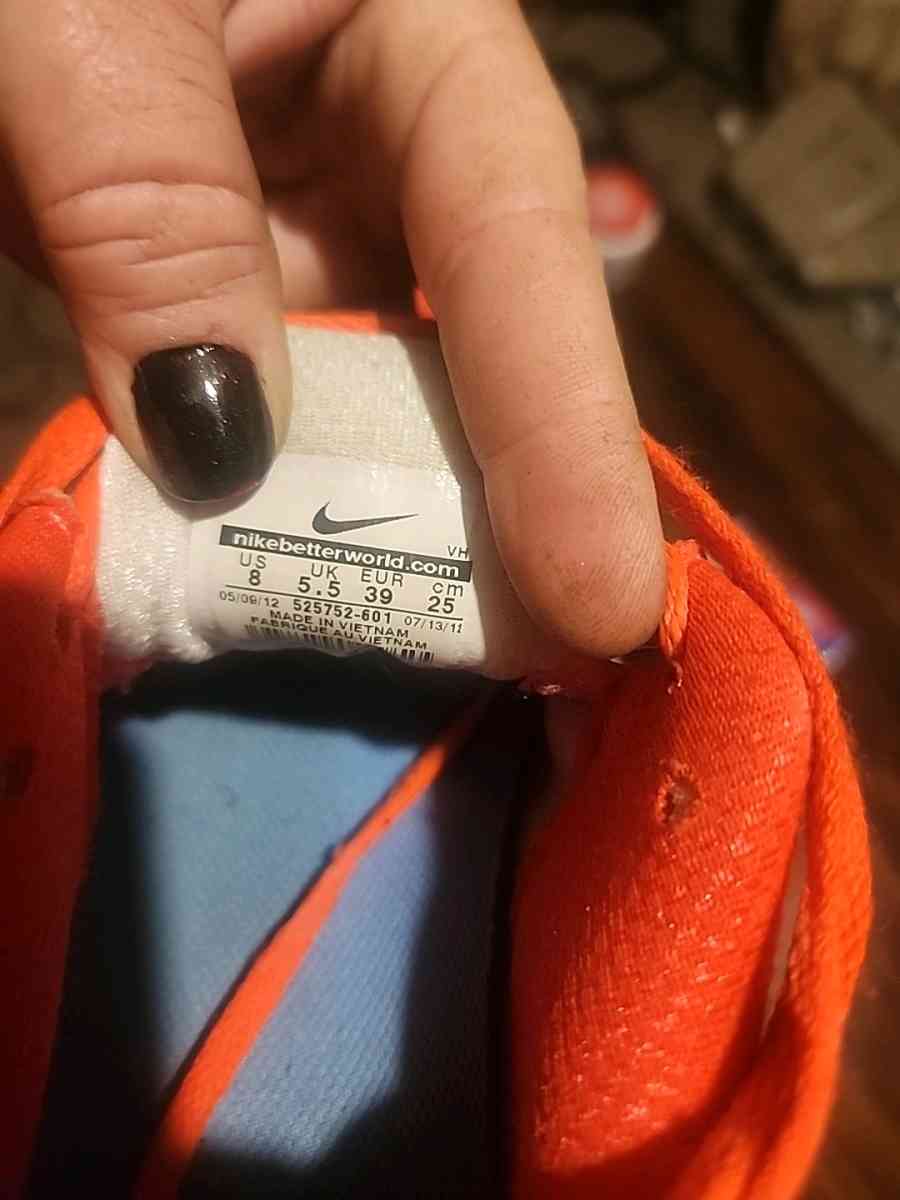 nikebetterworld.com
VH
US UK EUR cm
8 5.5 39 25
05/09/12 525752-601 07/13/12
MADE IN VIETNAM
FABRIQUE AU VIETNAM